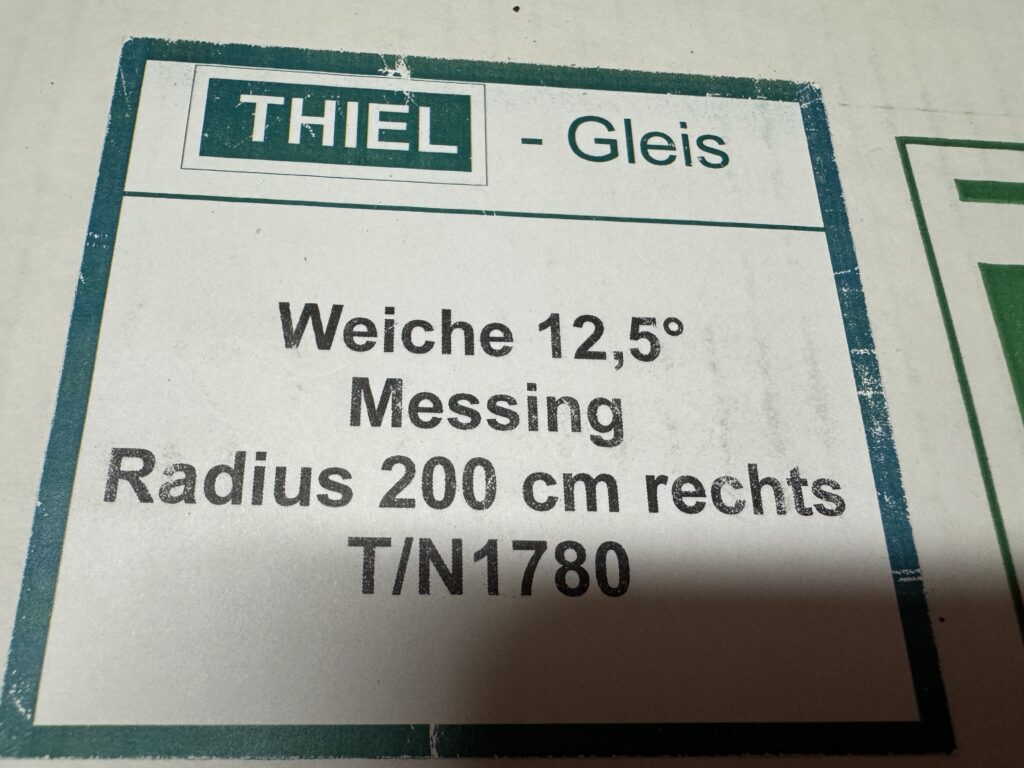 THIEL - Gleis
Weiche 12,5°
Messing
Radius 200 cm rechts
T/N1780